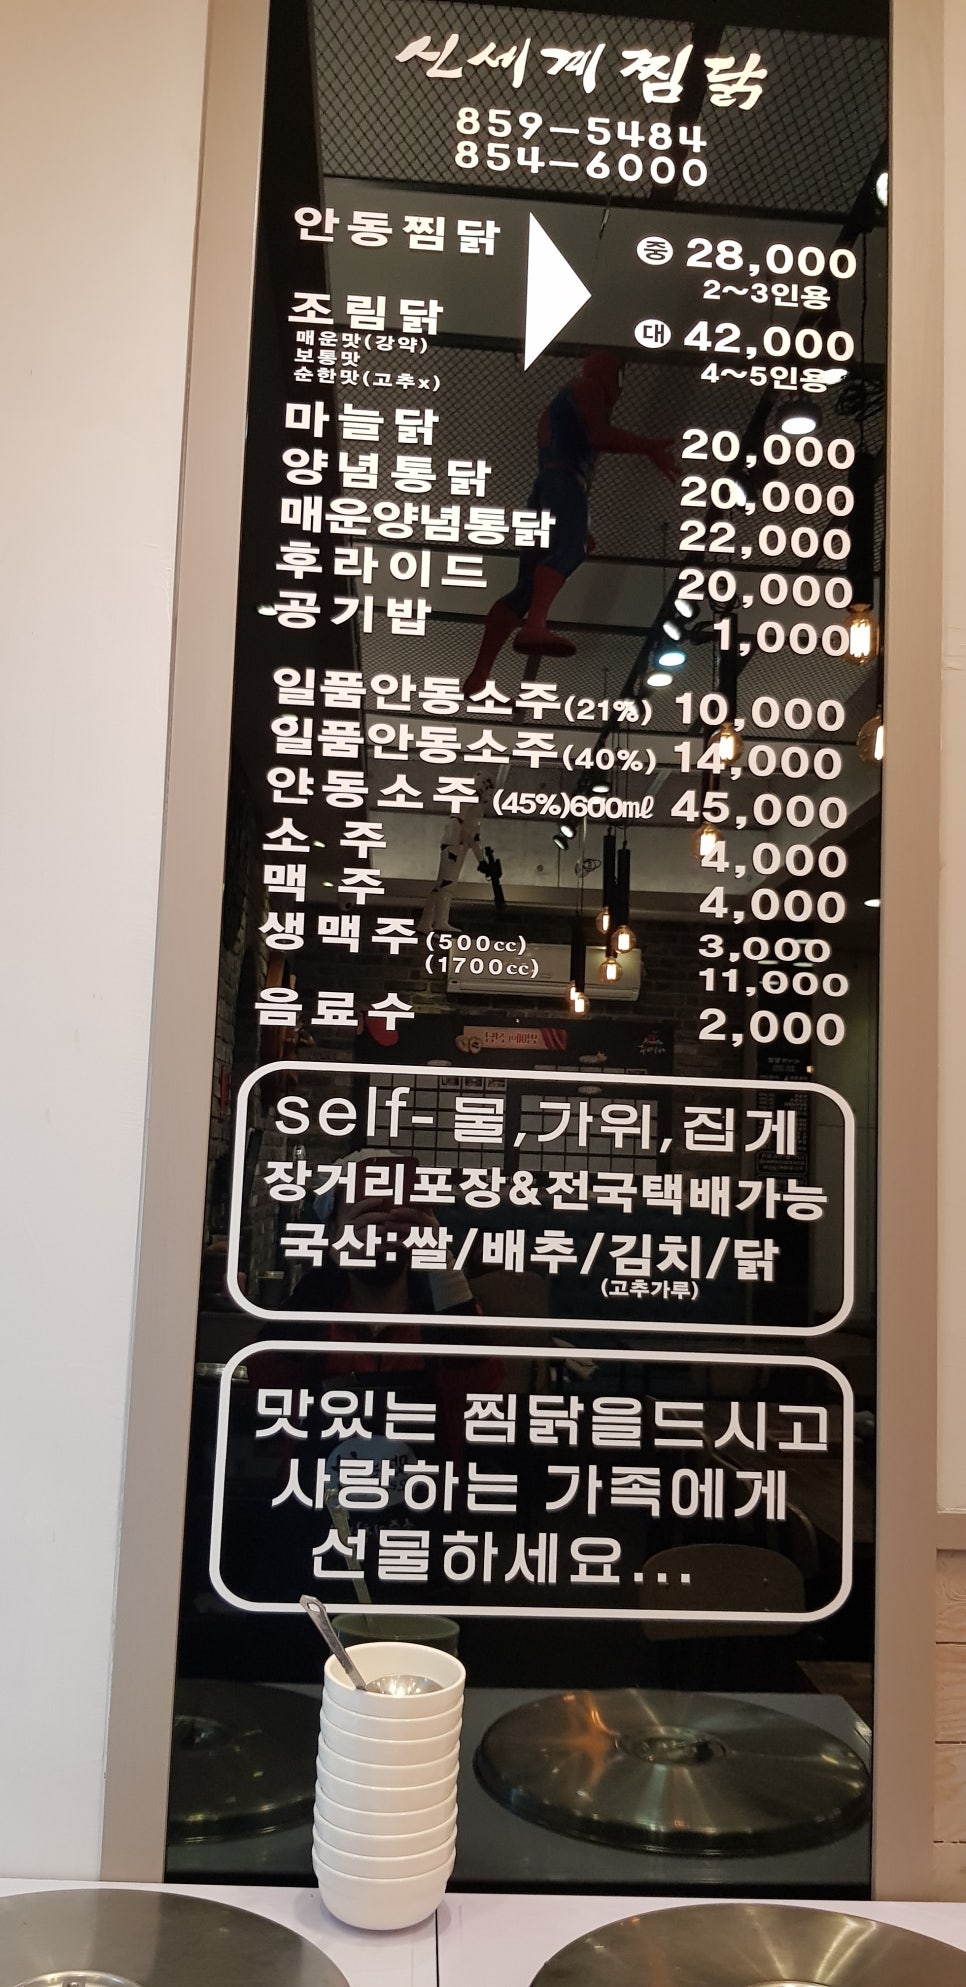 신세계찜닭
859-5484
854-6000
안동찜닭
중 28,000
2~3인용
조림닭
대 42,000
매운맛(강약)
보통맛
4~5인용
순한맛(고추x)
마늘닭 20,000
양념통닭 20,000
매운양념통닭 22,000
후라이드 20,000
공기밥 1,000
일품안동소주(21%) 10,000
일품안동소주(40%) 14,000
안동소주 (45%)600㎖ 45,000
소 주 4,000
맥 주 4,000
생맥주(500cc) 3,000
(1700cc) 11,000
음료수 2,000
self-물,가위,집게
장거리포장&전국택배가능
국산:쌀/배추/김치/닭
(고추가루)
맛있는 찜닭을드시고
사랑하는 가족에게
선물하세요...